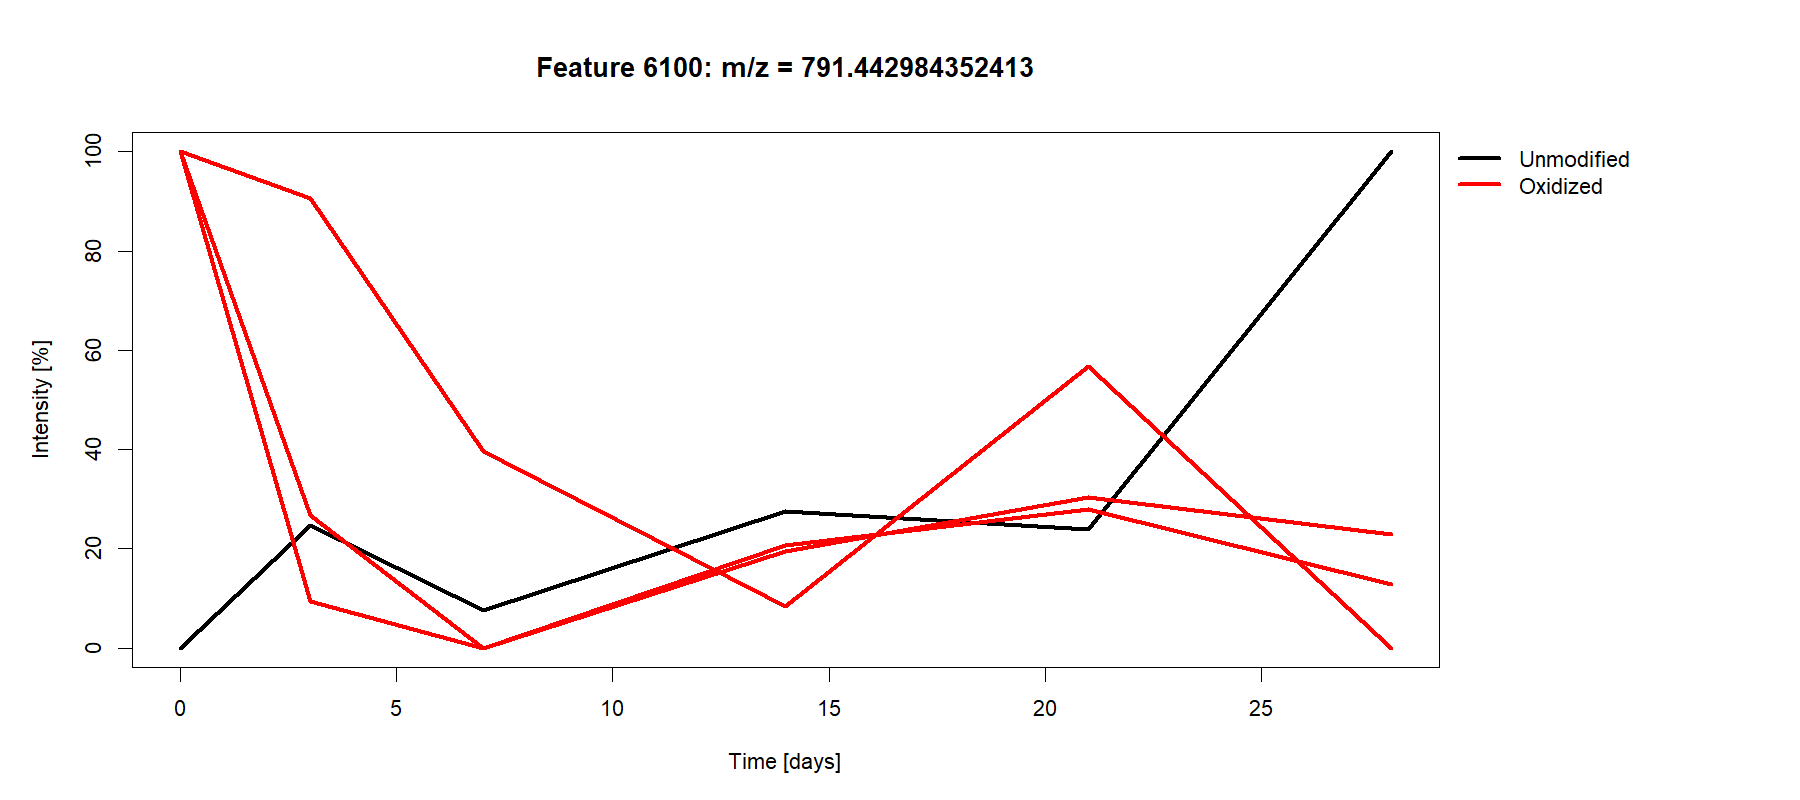 Feature 6100: m/z = 791.442984352413
Unmodified
Oxidized
Intensity [%]
100
80
60
40
20
0
0 5 10 15 20 25
Time [days]